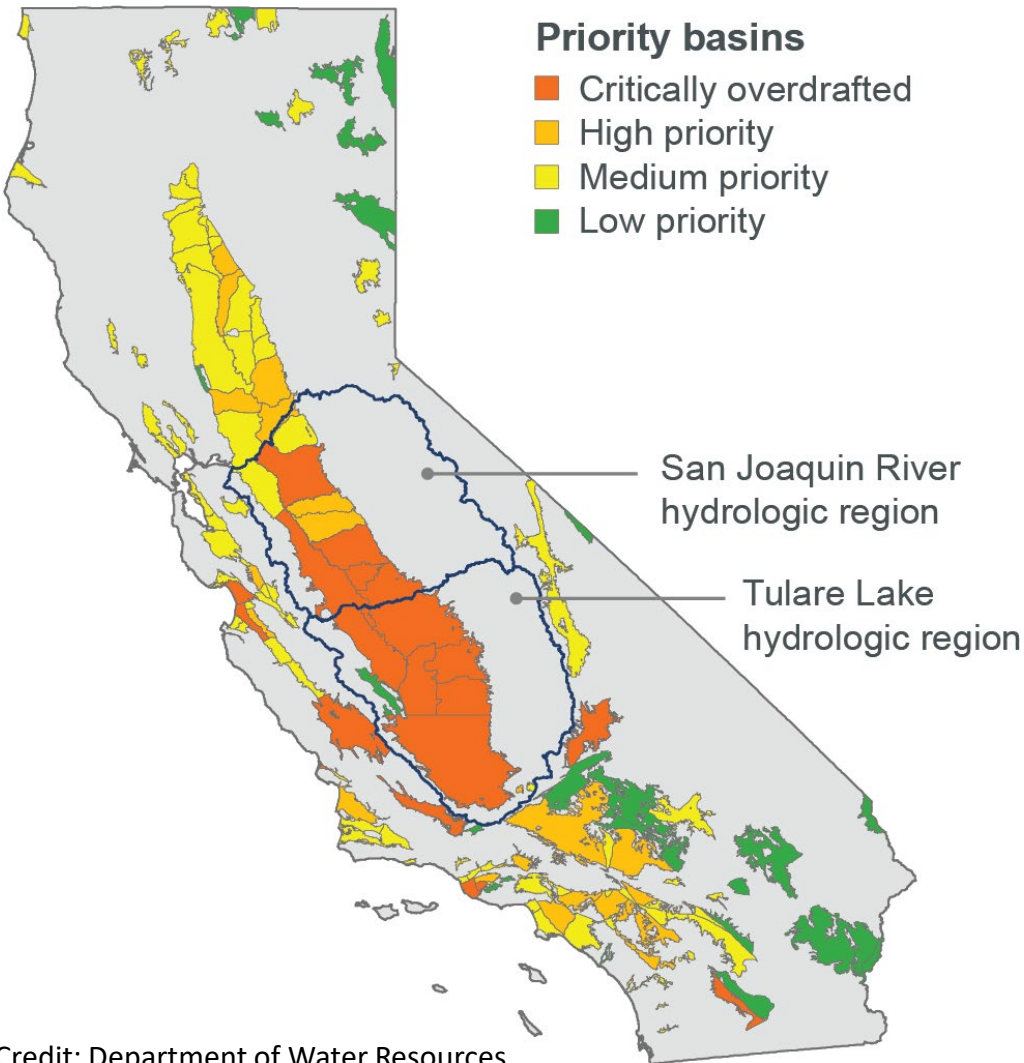 Priority basins
Critically overdrafted
High priority
Medium priority
Low priority
San Joaquin River
hydrologic region
Tulare Lake
hydrologic region
Credit: Department of Water Resources